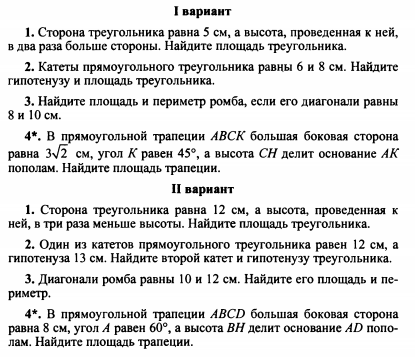 I вариант
1. Сторона треугольника равна 5 см, а высота, проведенная к ней,
в два раза больше стороны. Найдите площадь треугольника.
2. Катеты прямоугольного треугольника равны 6 и 8 см. Найдите
гипотенузу и площадь треугольника.
3. Найдите площадь и периметр ромба, если его диагонали равны
8 и 10 см.
4*. В прямоугольной трапеции ABCK большая боковая сторона
равна 3√2 см, угол K равен 45°, а высота CH делит основание AK
пополам. Найдите площадь трапеции.
II вариант
1. Сторона треугольника равна 12 см, а высота, проведенная к
ней, в три раза меньше высоты. Найдите площадь треугольника.
2. Один из катетов прямоугольного треугольника равен 12 см, а
гипотенуза 13 см. Найдите второй катет и гипотенузу треугольника.
3. Диагонали ромба равны 10 и 12 см. Найдите его площадь и пе-
риметр.
4*. В прямоугольной трапеции ABCD большая боковая сторона
равна 8 см, угол A равен 60°, а высота BH делит основание AD попо-
лам. Найдите площадь трапеции.